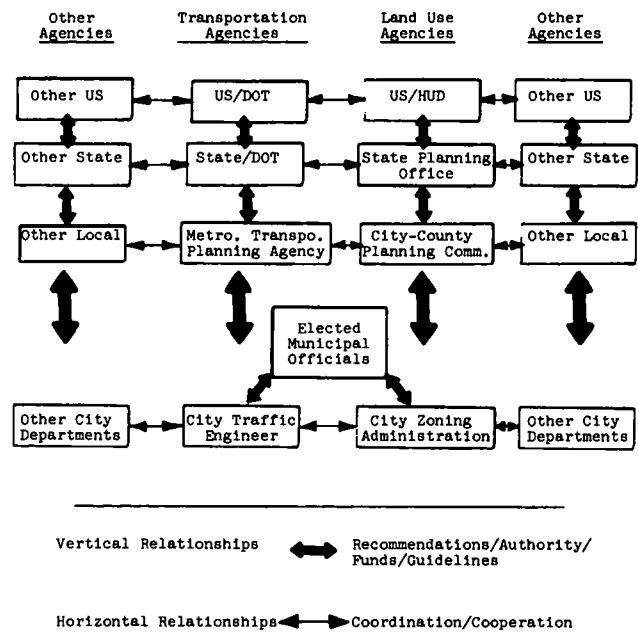 Other Agencies
Transportation Agencies
Land Use Agencies
Other Agencies
Other US
US/DOT
US/HUD
Other US
Other State
State/DOT
State Planning
Office
Other State
Other Local
Metro. Transpo.
Planning Agency
City-County
Planning Comm.
Other Local
Elected
Municipal
Officials
Other City
Departments
City Traffic
Engineer
City Zoning
Administration
Other City
Departments
Vertical Relationships
Recommendations/Authority/
Funds/Guidelines
Horizontal Relationships
Coordination/Cooperation